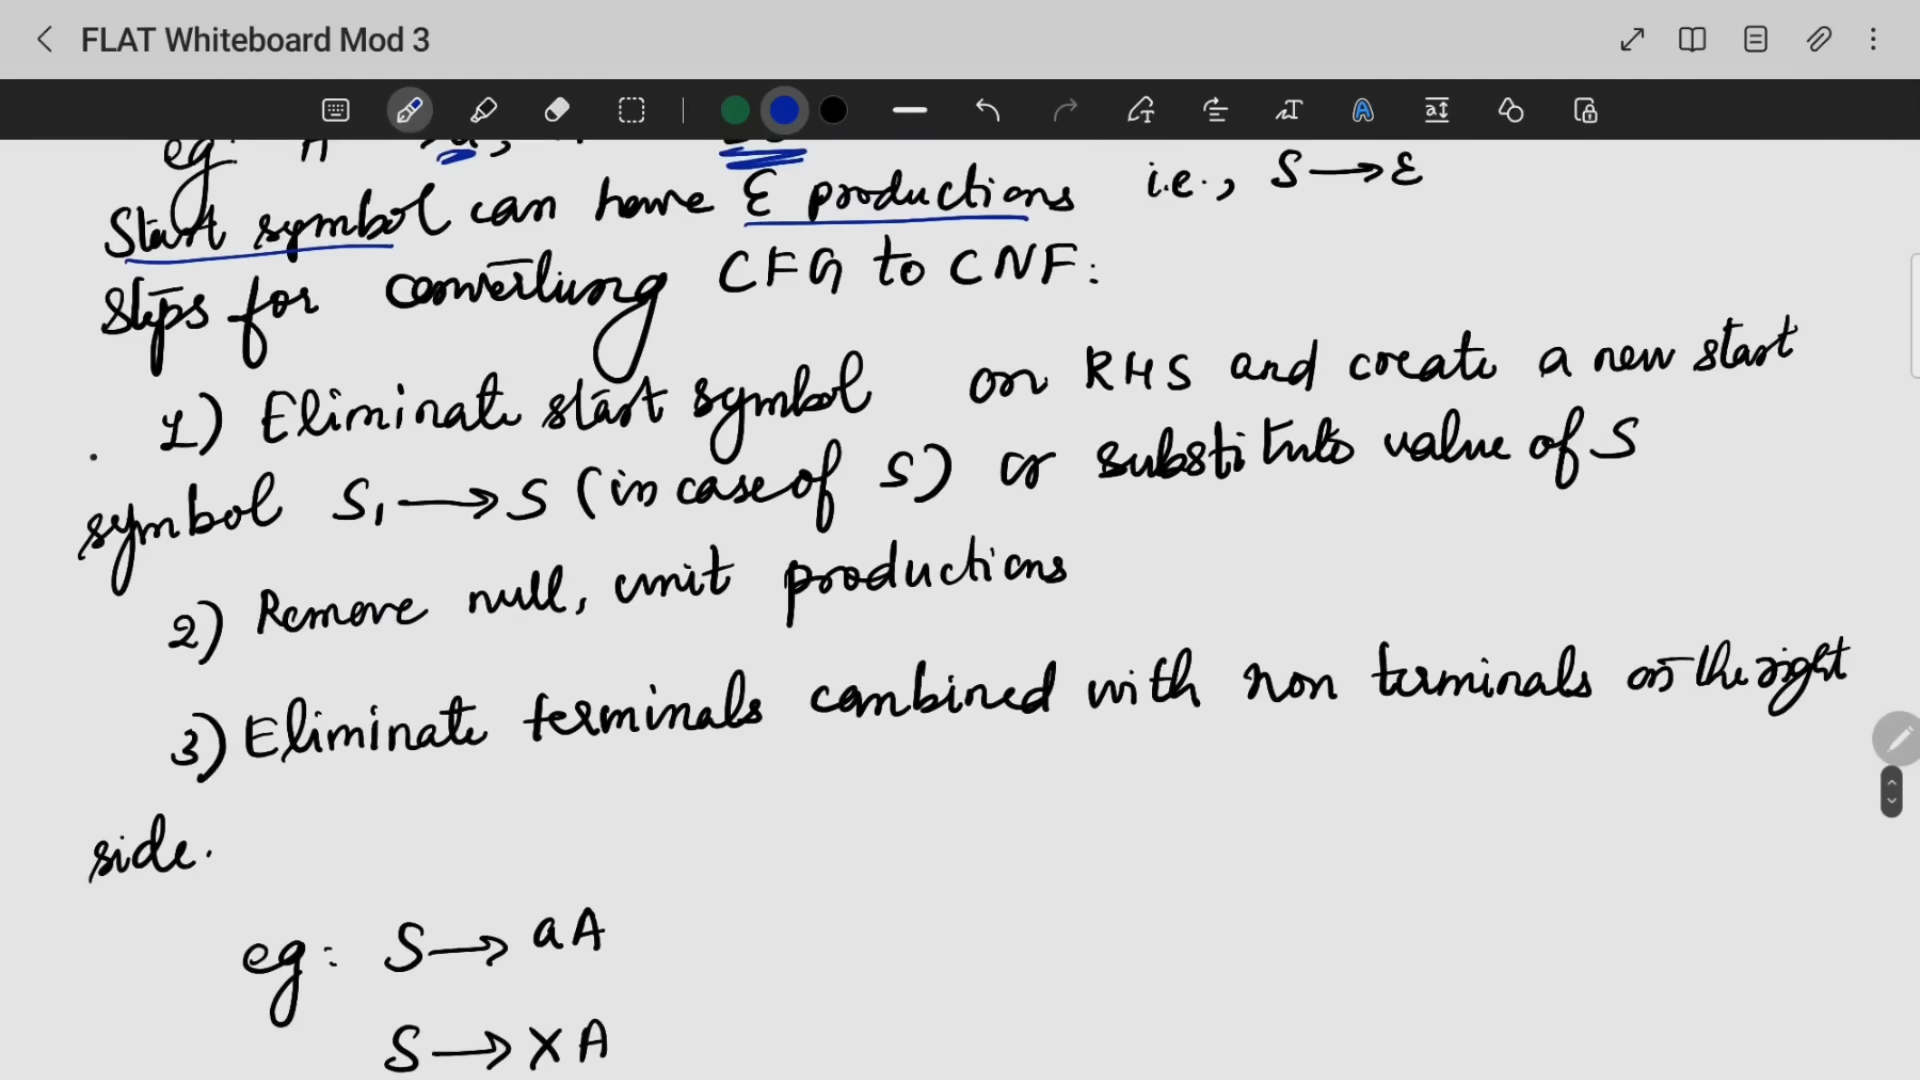 FLAT Whiteboard Mod 3
eg: A
Start symbol can have ε productions i.e., S → ε
Steps for converting CFG to CNF:
1) Eliminate start symbol on RHS and create a new start
symbol S₁ → S (in case of S) or substitute value of S
2) Remove null, unit productions
3) Eliminate terminals combined with non terminals on the right
side.
eg: S → aA
S → XA